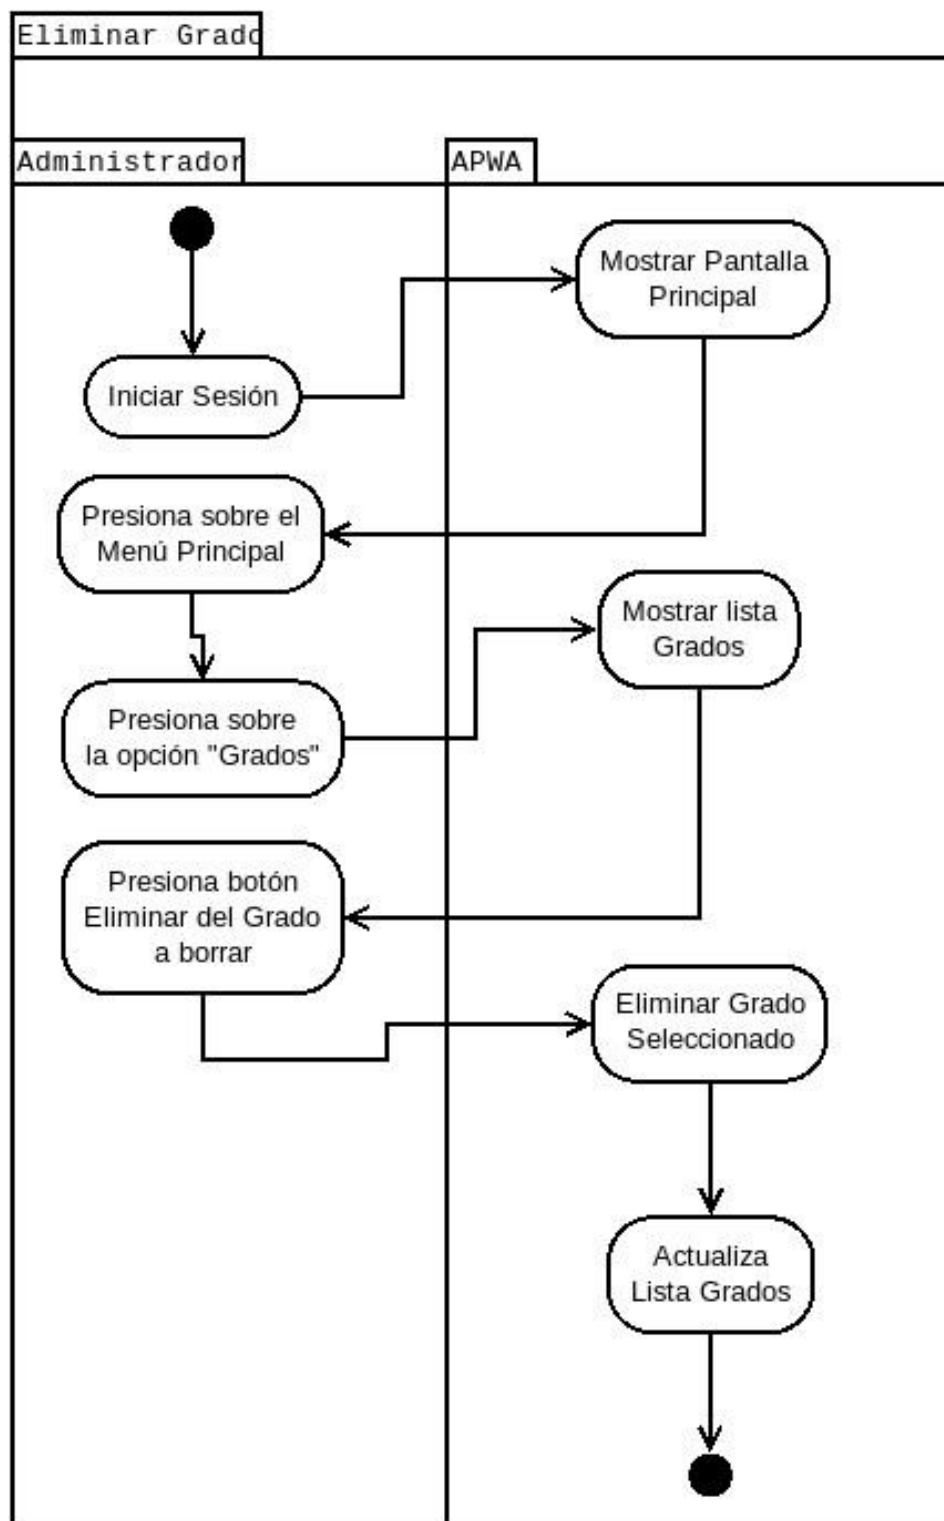 Eliminar Grado
Administrador
APWA
Mostrar Pantalla
Principal
Iniciar Sesión
Presiona sobre el
Menú Principal
Mostrar lista
Grados
Presiona sobre
la opción "Grados"
Presiona botón
Eliminar del Grado
a borrar
Eliminar Grado
Seleccionado
Actualiza
Lista Grados